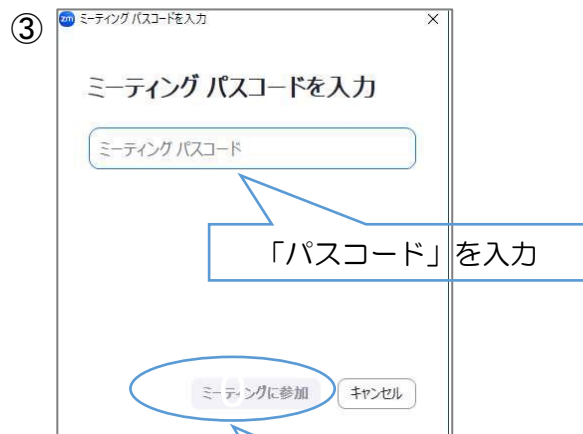 ③
zm ミーティング パスコードを入力
ミーティング パスコードを入力
ミーティング パスコード
「パスコード」を入力
ミーティングに参加 キャンセル